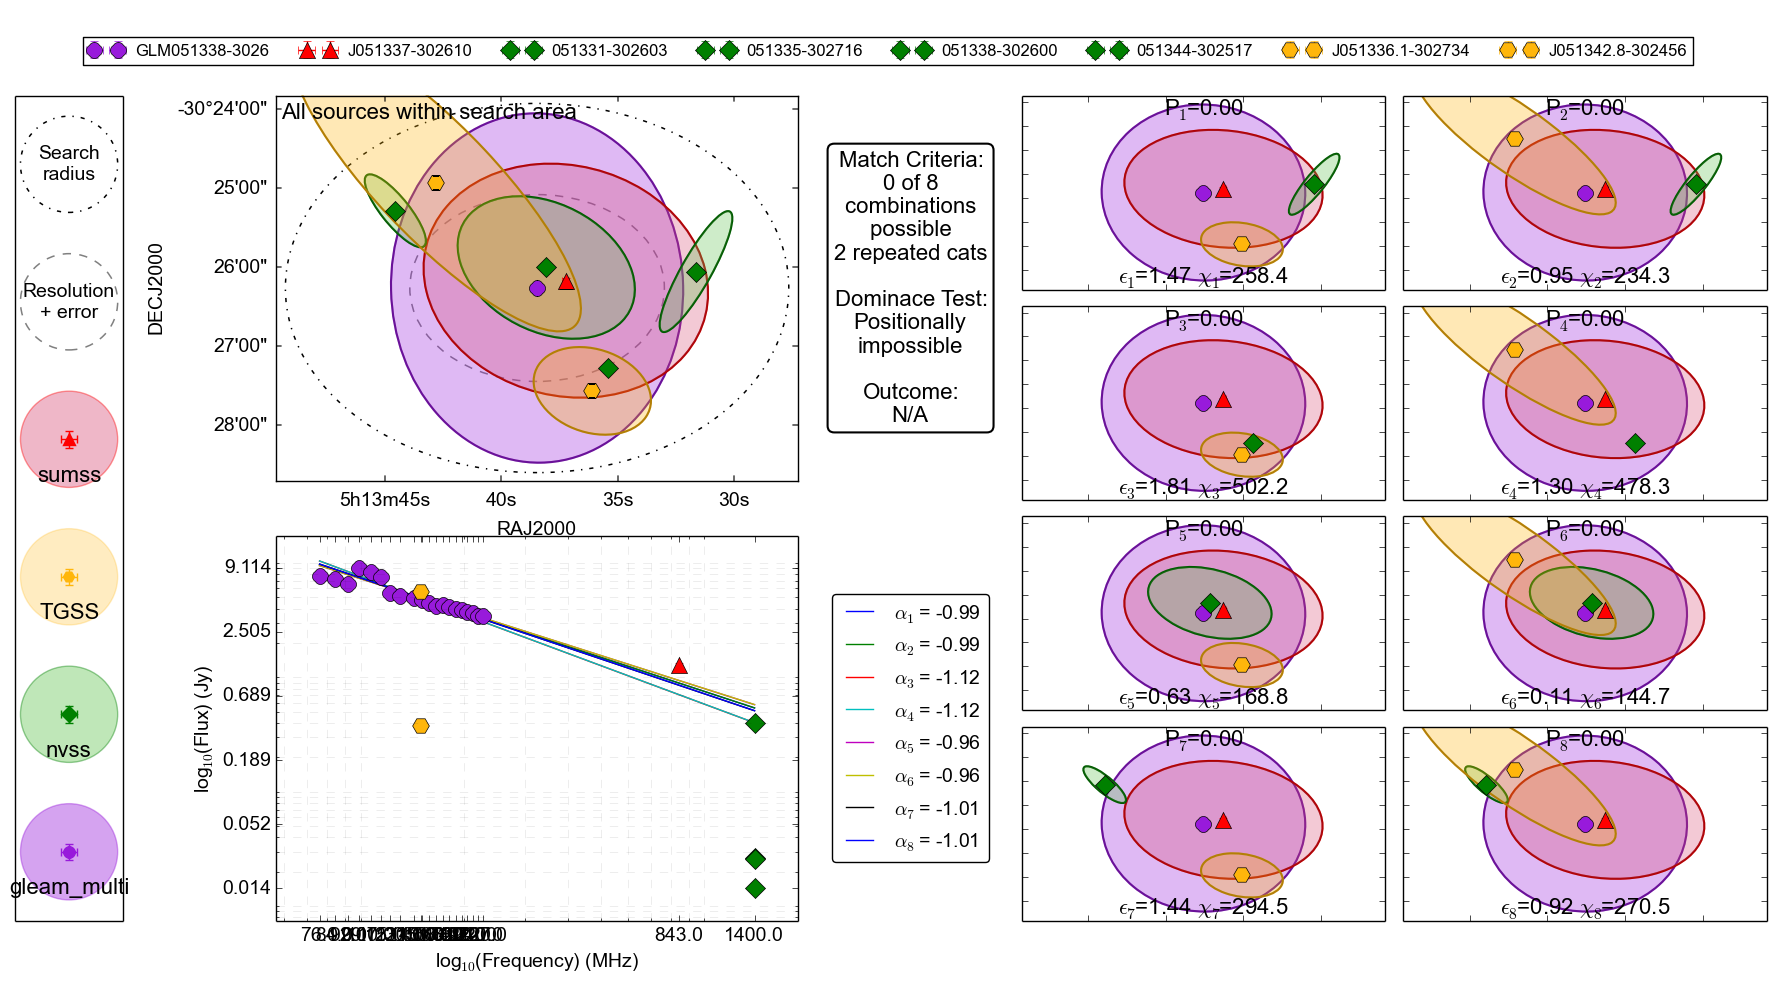 GLM051338-3026 J051337-302610 051331-302603 051335-302716 051338-302600 051344-302517 J051336.1-302734 J051342.8-302456
Search
radius
Resolution
+ error
sumss
TGSS
nvss
gleam_multi
All sources within search area
-30°24'00"
25'00"
26'00"
27'00"
28'00"
DECJ2000
5h13m45s 40s 35s 30s
RAJ2000
Match Criteria:
0 of 8
combinations
possible
2 repeated cats
Dominace Test:
Positionally
impossible
Outcome:
N/A
9.114
2.505
0.689
0.189
0.052
0.014
log₁₀(Flux) (Jy)
843.0 1400.0
log₁₀(Frequency) (MHz)
α₁ = -0.99
α₂ = -0.99
α₃ = -1.12
α₄ = -1.12
α₅ = -0.96
α₆ = -0.96
α₇ = -1.01
α₈ = -1.01
P₁=0.00
ϵ₁=1.47 χ₁=258.4
P₂=0.00
ϵ₂=0.95 χ₂=234.3
P₃=0.00
ϵ₃=1.81 χ₃=502.2
P₄=0.00
ϵ₄=1.30 χ₄=478.3
P₅=0.00
ϵ₅=0.63 χ₅=168.8
P₆=0.00
ϵ₆=0.11 χ₆=144.7
P₇=0.00
ϵ₇=1.44 χ₇=294.5
P₈=0.00
ϵ₈=0.92 χ₈=270.5